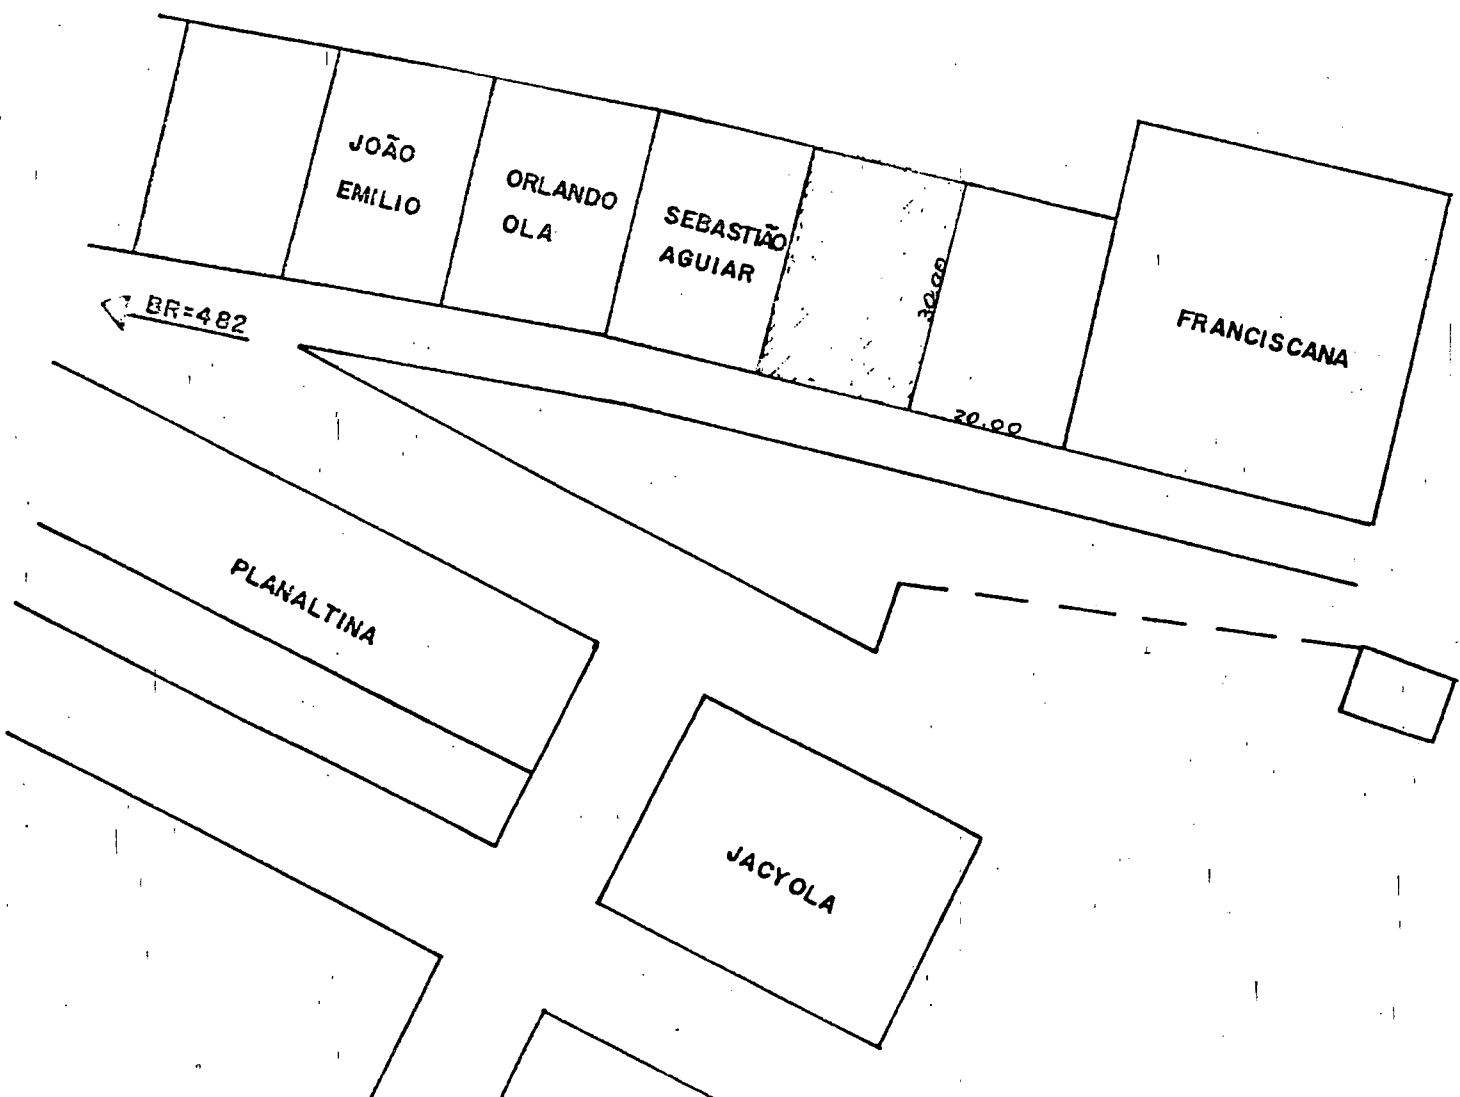 JOÃO
EMILIO
ORLANDO
OLA
SEBASTIÃO
AGUIAR
30.00
20.00
FRANCISCANA
BR=482
PLANALTINA
JACYOLA